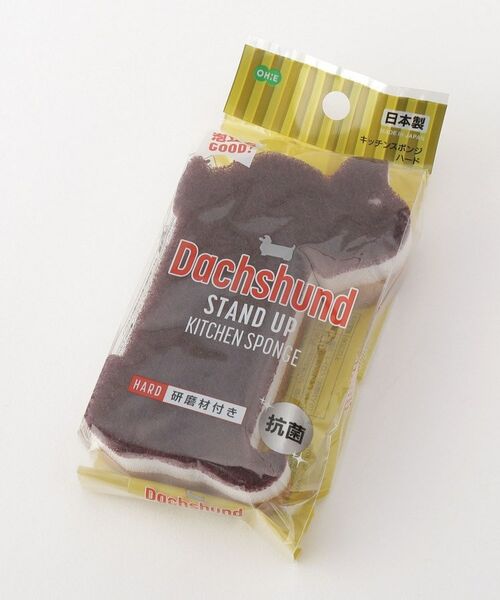 OH:E
日本製
MADE IN JAPAN
キッチンスポンジ
ハード
GOOD!
Dachshund
STAND UP
KITCHEN SPONGE
HARD 研磨材付き
抗菌
Dachshund